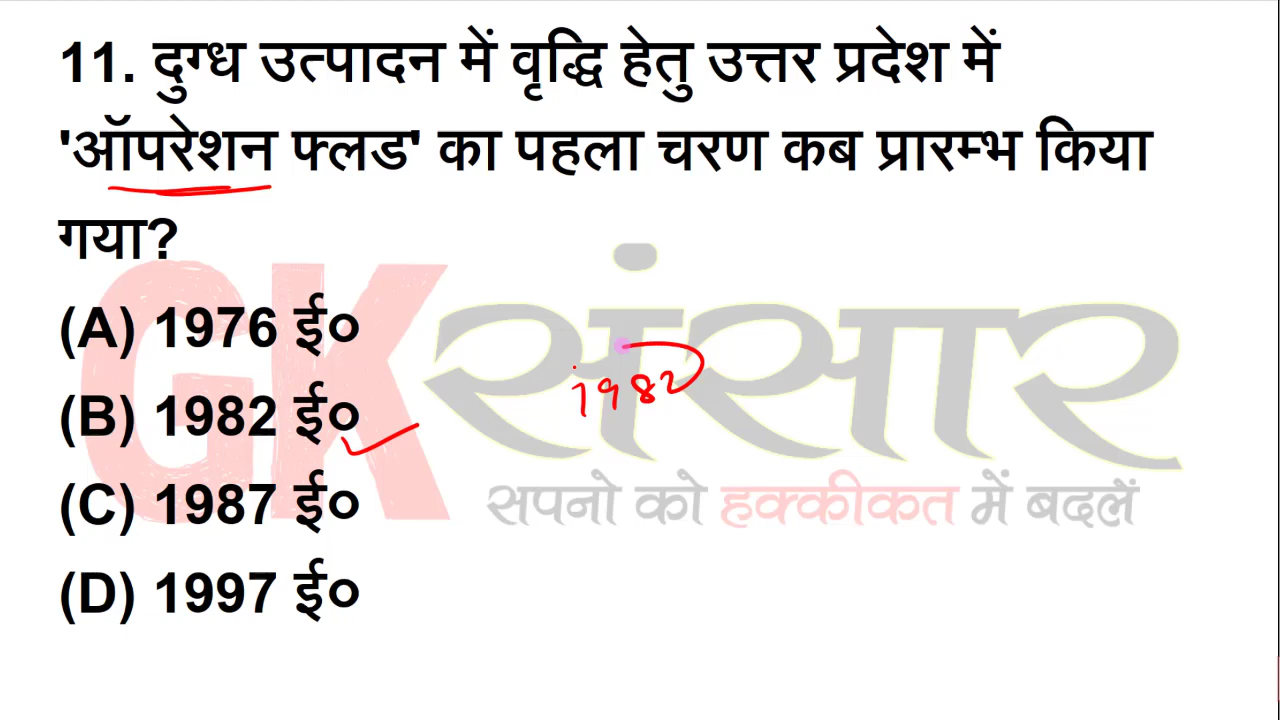 11. दुग्ध उत्पादन में वृद्धि हेतु उत्तर प्रदेश में
'ऑपरेशन फ्लड' का पहला चरण कब प्रारम्भ किया
गया?
(A) 1976 ई०
(B) 1982 ई०
(C) 1987 ई०
(D) 1997 ई०
1982
GK संसार
सपनो को हक्कीकत में बदलें